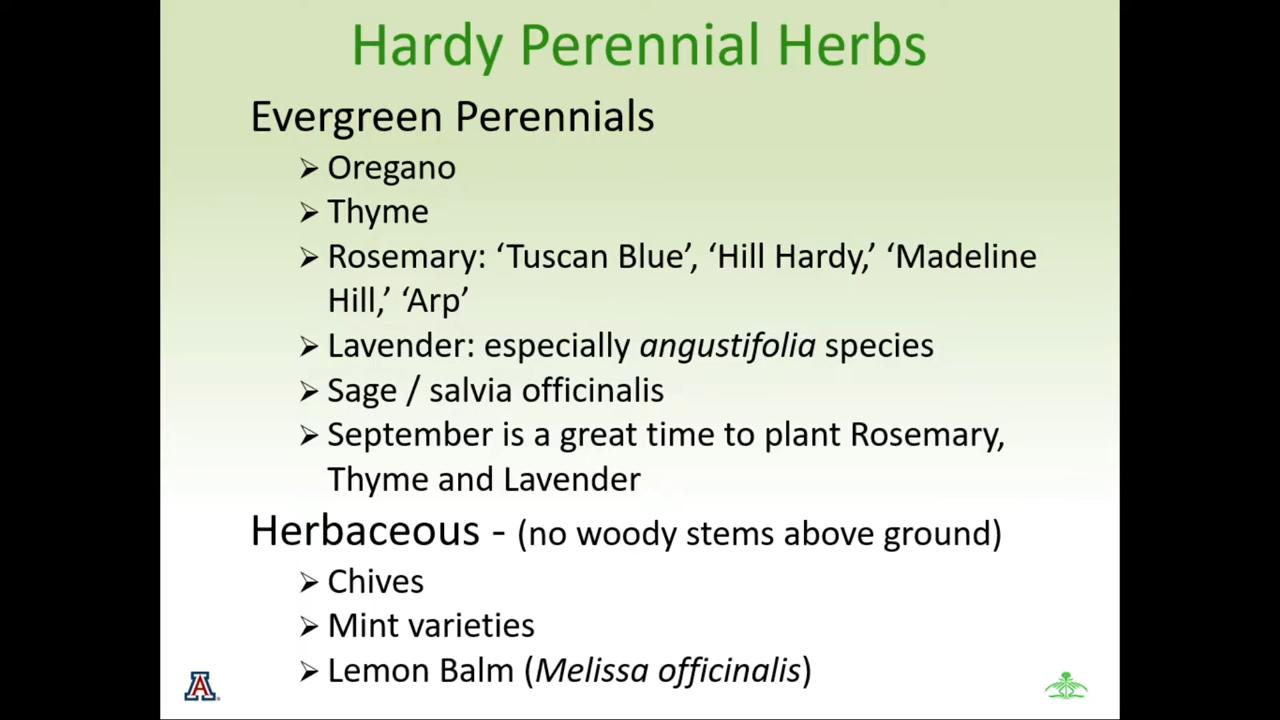 Hardy Perennial Herbs
Evergreen Perennials
➢ Oregano
➢ Thyme
➢ Rosemary: ‘Tuscan Blue’, ‘Hill Hardy,’ ‘Madeline
Hill,’ ‘Arp’
➢ Lavender: especially angustifolia species
➢ Sage / salvia officinalis
➢ September is a great time to plant Rosemary,
Thyme and Lavender
Herbaceous - (no woody stems above ground)
➢ Chives
➢ Mint varieties
➢ Lemon Balm (Melissa officinalis)
A